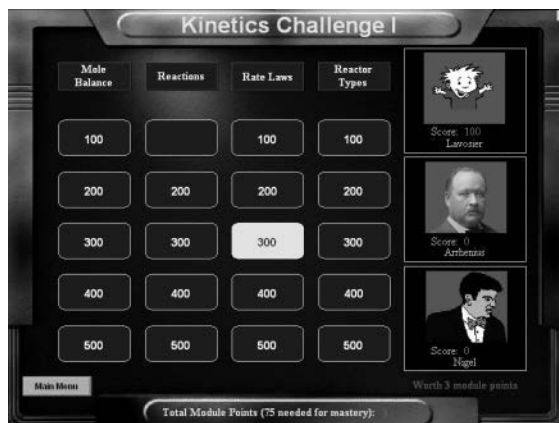 Kinetics Challenge I
Mole
Balance
Reactions
Rate Laws
Reactor
Types
100
100
100
200
200
200
200
300
300
300
300
400
400
400
400
500
500
500
500
Score: 100
Lavosier
Score: 0
Arrhenius
Score: 0
Nigel
Main Menu
Worth 3 module points
Total Module Points (75 needed for mastery):